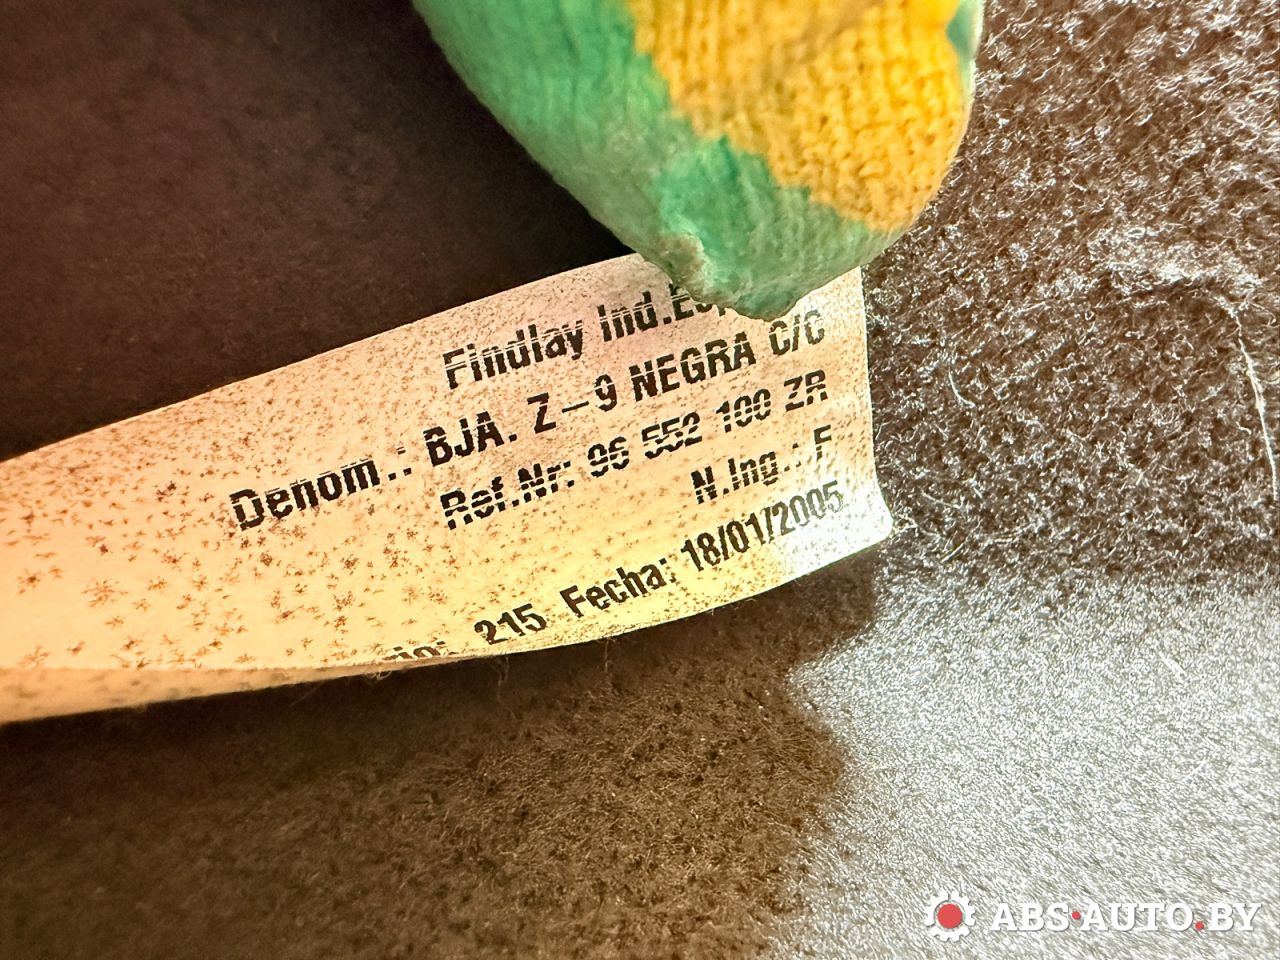 Findlay Ind.
Denom.: BJA. Z-9 NEGRA C/C
Ref.Nr: 96 552 100 ZR
N.Ing.: F
215 Fecha: 18/01/2005
ABS·AUTO.BY